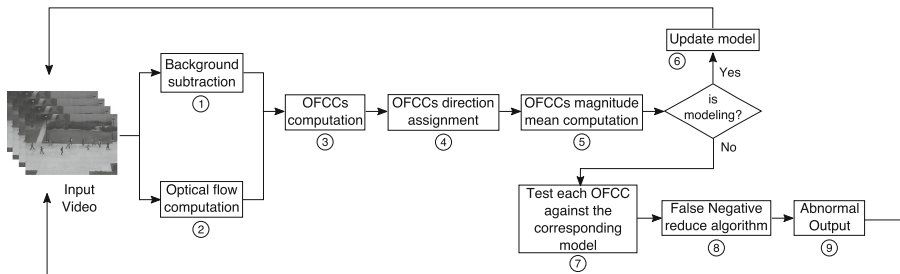 Input
Video
Background
subtraction
1
Optical flow
computation
2
OFCCs
computation
3
OFCCs direction
assignment
4
OFCCs magnitude
mean computation
5
is
modeling?
Yes
Update model
6
No
Test each OFCC
against the
corresponding
model
7
False Negative
reduce algorithm
8
Abnormal
Output
9